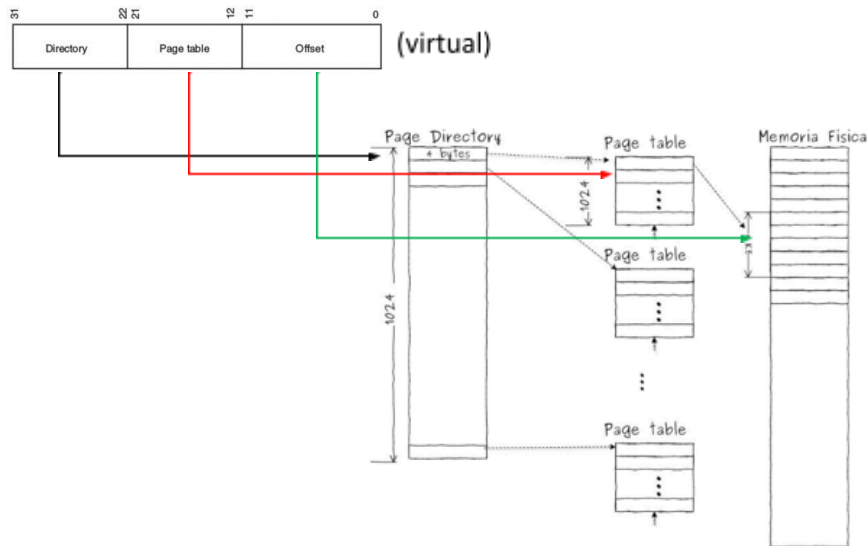 31 22 21 12 11 0
Directory Page table Offset
(virtual)
Page Directory
4 bytes
1024
Page table
1024
Memoria Física
Page table
Page table